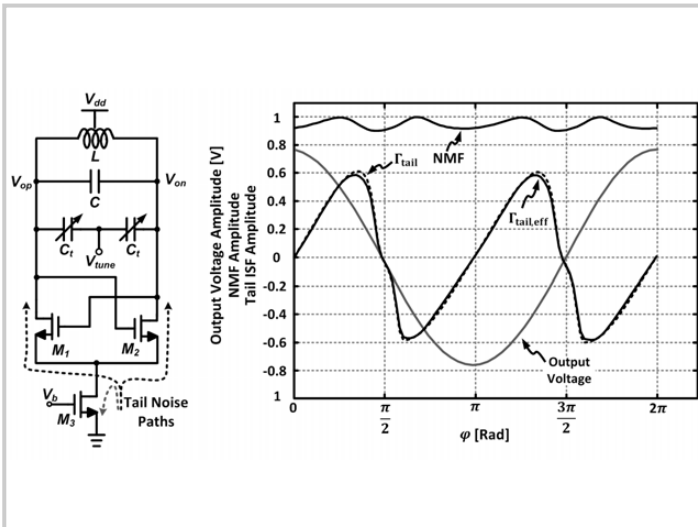 Vdd
L
Vop
Von
C
Ct
Ct
Vtune
M1
M2
Vb
M3
Tail Noise
Paths
Output Voltage Amplitude [V]
NMF Amplitude
Tail ISF Amplitude
1
0.8
0.6
0.4
0.2
0
-0.2
-0.4
-0.6
-0.8
1
Γtail
NMF
Γtail,eff
Output
Voltage
0
π/2
π
3π/2
2π
φ [Rad]